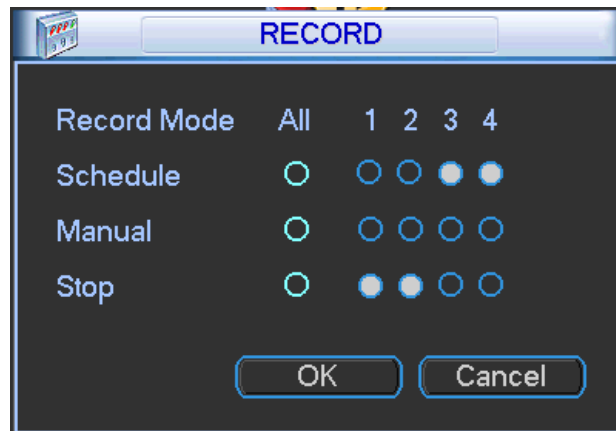 RECORD
Record Mode All 1 2 3 4
Schedule
Manual
Stop
OK Cancel